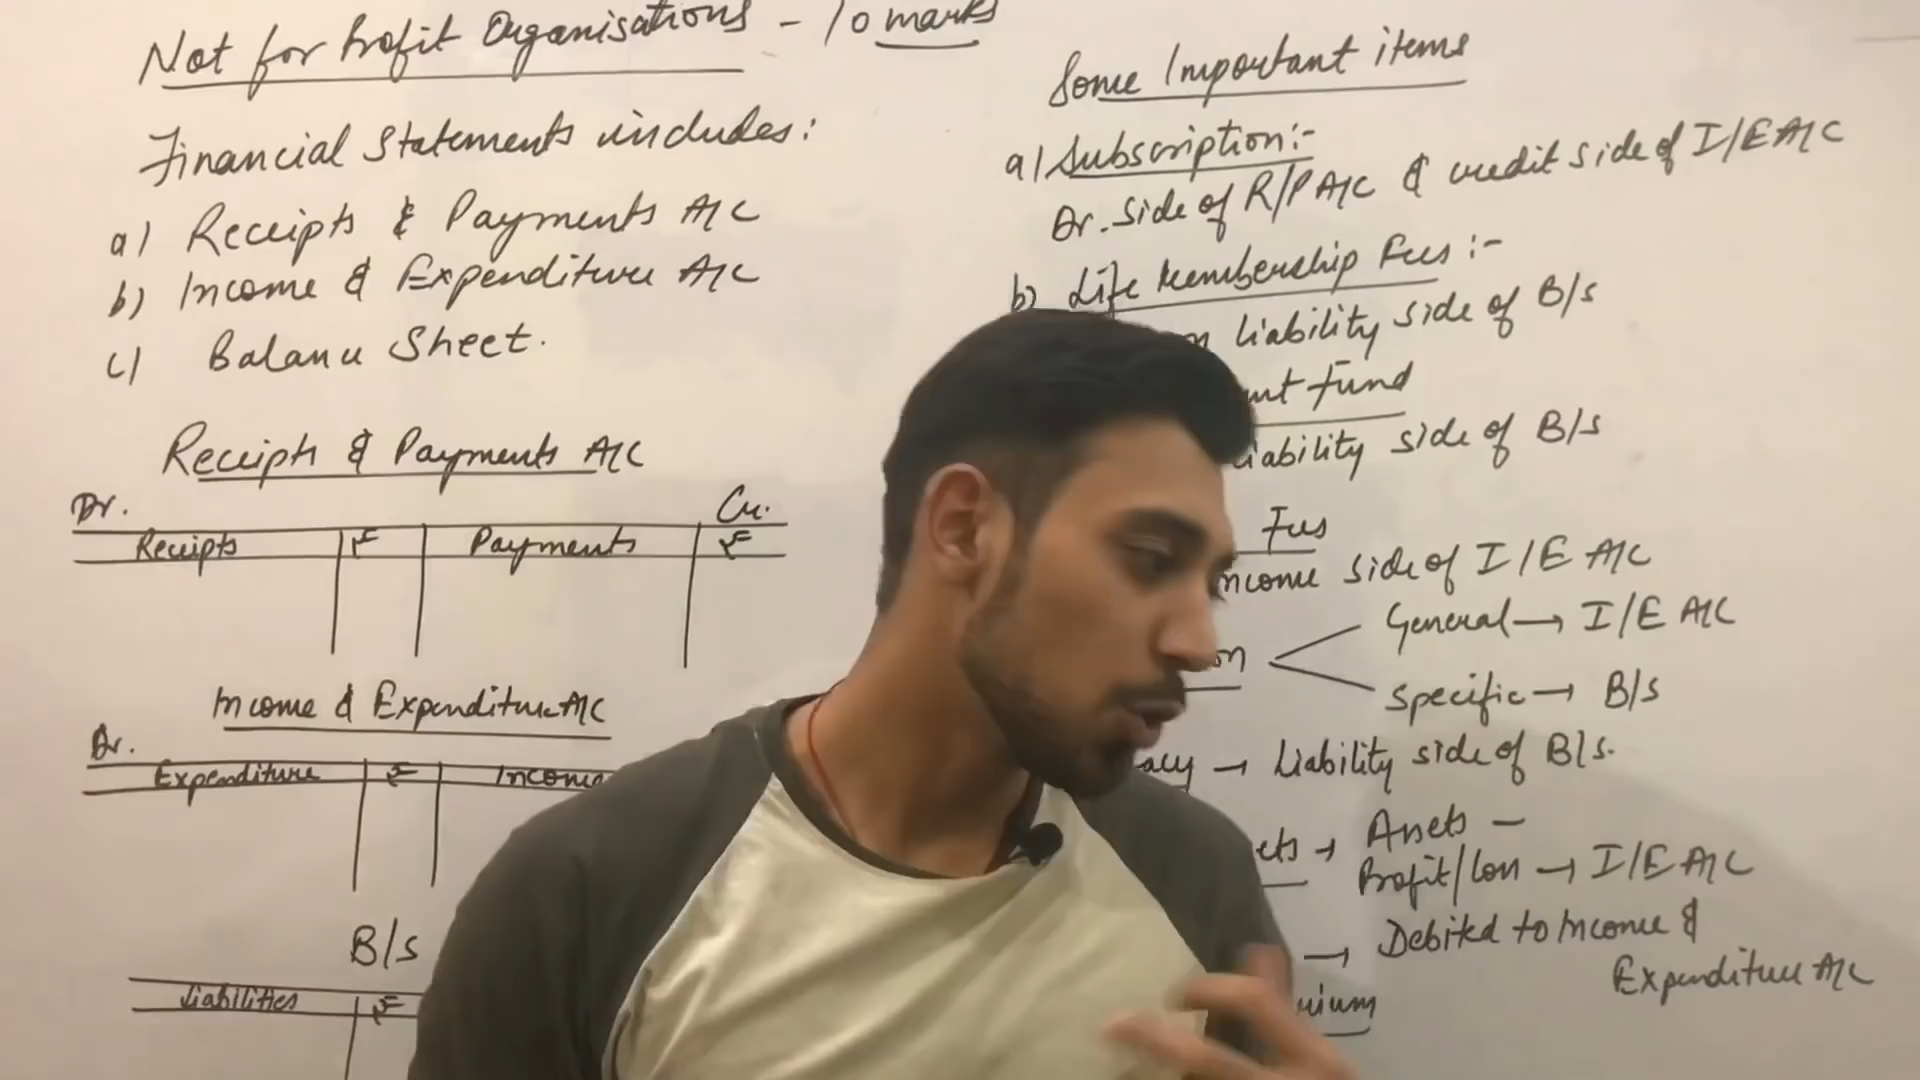 Not for Profit Organisations - 10 marks
Financial Statements includes:
a) Receipts & Payments A/C
b) Income & Expenditure A/C
c) Balance Sheet.
Receipts & Payments A/C
Dr. Cr.
Receipts ₹ Payments ₹
Income & Expenditure A/C
Dr.
Expenditure ₹ Income
B/S
Liabilities ₹
Some Important items
a) Subscription:-
Dr. Side of R/P A/C & credit side of I/E A/C
b) Life Membership Fees:-
liability side of B/S
Fund
liability side of B/S
Fees
Income side of I/E A/C
General → I/E A/C
Specific → B/S
→ Liability side of B/S.
→ Assets -
Profit/Loss → I/E A/C
→ Debited to Income &
Expenditure A/C